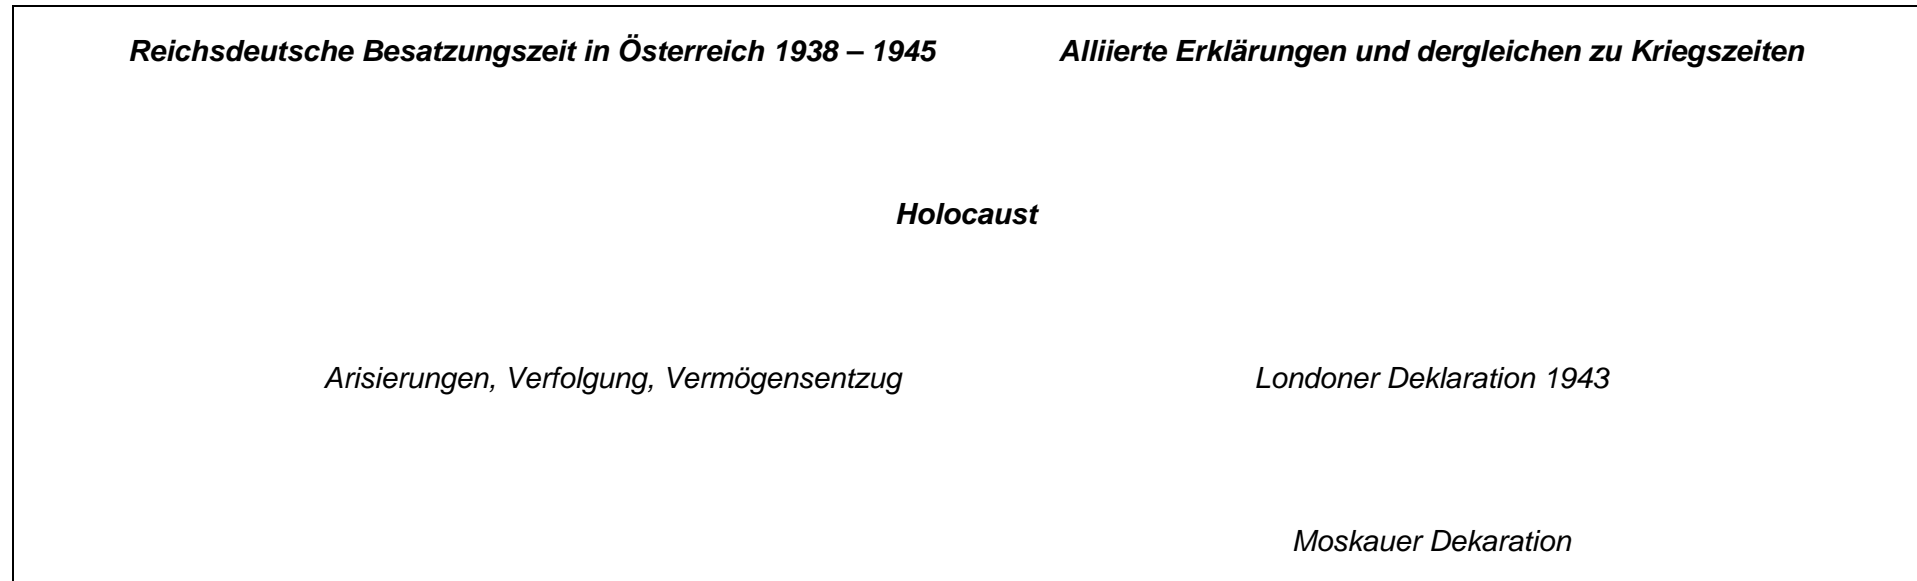 Reichsdeutsche Besatzungszeit in Österreich 1938 – 1945 Alliierte Erklärungen und dergleichen zu Kriegszeiten
Holocaust
Arisierungen, Verfolgung, Vermögensentzug Londoner Deklaration 1943
Moskauer Dekaration